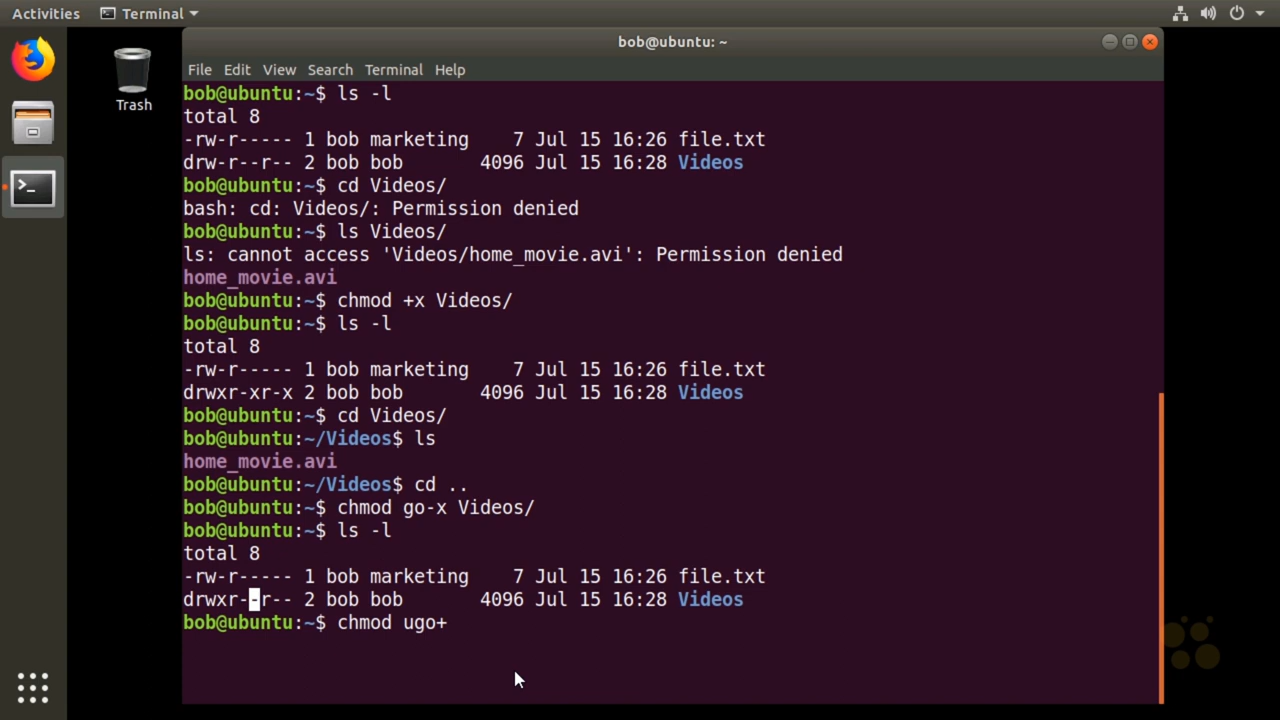 Activities Terminal
bob@ubuntu: ~
File Edit View Search Terminal Help
Trash
bob@ubuntu:~$ ls -l
total 8
-rw-r----- 1 bob marketing    7 Jul 15 16:26 file.txt
drw-r--r-- 2 bob bob       4096 Jul 15 16:28 Videos
bob@ubuntu:~$ cd Videos/
bash: cd: Videos/: Permission denied
bob@ubuntu:~$ ls Videos/
ls: cannot access 'Videos/home_movie.avi': Permission denied
home_movie.avi
bob@ubuntu:~$ chmod +x Videos/
bob@ubuntu:~$ ls -l
total 8
-rw-r----- 1 bob marketing    7 Jul 15 16:26 file.txt
drwxr-xr-x 2 bob bob       4096 Jul 15 16:28 Videos
bob@ubuntu:~$ cd Videos/
bob@ubuntu:~/Videos$ ls
home_movie.avi
bob@ubuntu:~/Videos$ cd ..
bob@ubuntu:~$ chmod go-x Videos/
bob@ubuntu:~$ ls -l
total 8
-rw-r----- 1 bob marketing    7 Jul 15 16:26 file.txt
drwxr--r-- 2 bob bob       4096 Jul 15 16:28 Videos
bob@ubuntu:~$ chmod ugo+